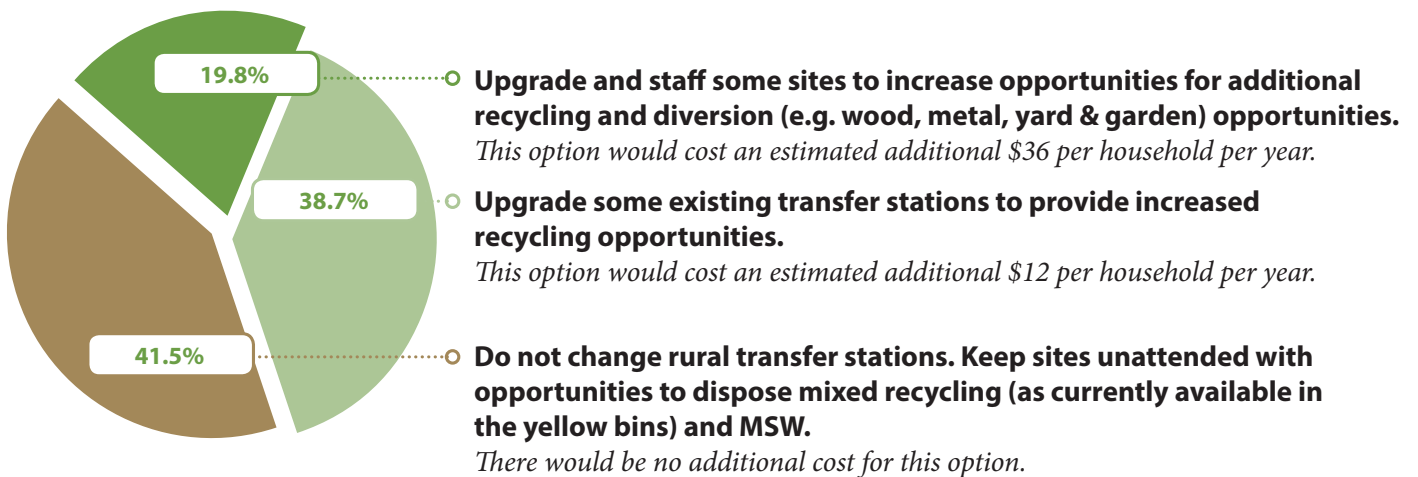 19.8%
Upgrade and staff some sites to increase opportunities for additional
recycling and diversion (e.g. wood, metal, yard & garden) opportunities.
This option would cost an estimated additional $36 per household per year.
38.7%
Upgrade some existing transfer stations to provide increased
recycling opportunities.
This option would cost an estimated additional $12 per household per year.
41.5%
Do not change rural transfer stations. Keep sites unattended with
opportunities to dispose mixed recycling (as currently available in
the yellow bins) and MSW.
There would be no additional cost for this option.